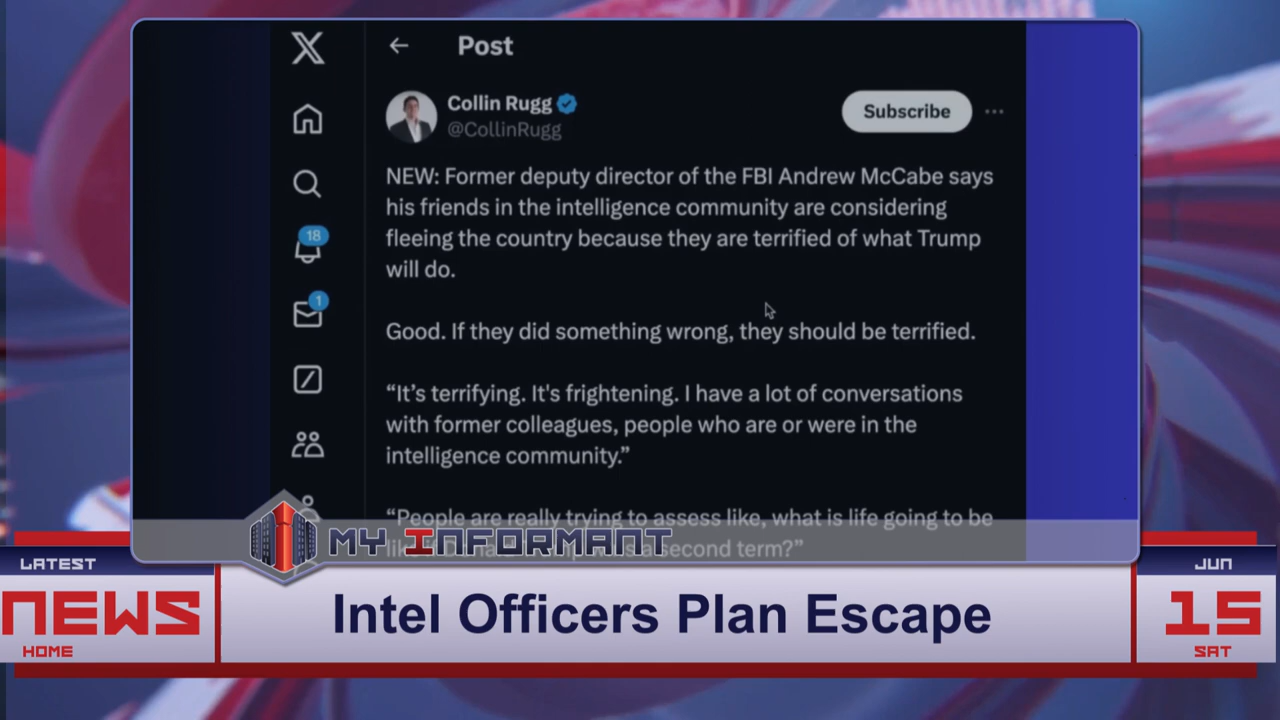 Post
Collin Rugg
@CollinRugg
Subscribe
NEW: Former deputy director of the FBI Andrew McCabe says
his friends in the intelligence community are considering
fleeing the country because they are terrified of what Trump
will do.
Good. If they did something wrong, they should be terrified.
“It’s terrifying. It's frightening. I have a lot of conversations
with former colleagues, people who are or were in the
intelligence community.”
“People are really trying to assess like, what is life going to be
a second term?”
18
1
MY INFORMANT
LATEST
NEWS
HOME
Intel Officers Plan Escape
JUN
15
SAT